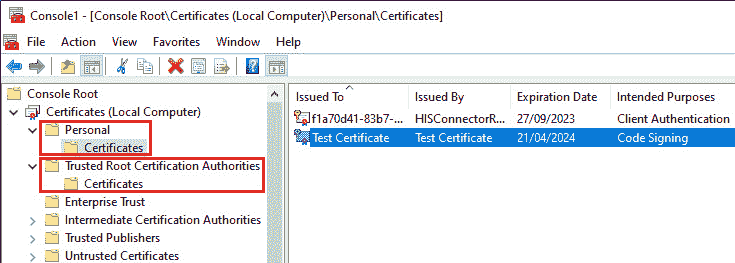 Console1 - [Console Root\Certificates (Local Computer)\Personal\Certificates]
File Action View Favorites Window Help
Console Root
Certificates (Local Computer)
Personal
Certificates
Trusted Root Certification Authorities
Certificates
Enterprise Trust
Intermediate Certification Authorities
Trusted Publishers
Untrusted Certificates
Issued To Issued By Expiration Date Intended Purposes
f1a70d41-83b7-... HISConnectorR... 27/09/2023 Client Authentication
Test Certificate Test Certificate 21/04/2024 Code Signing